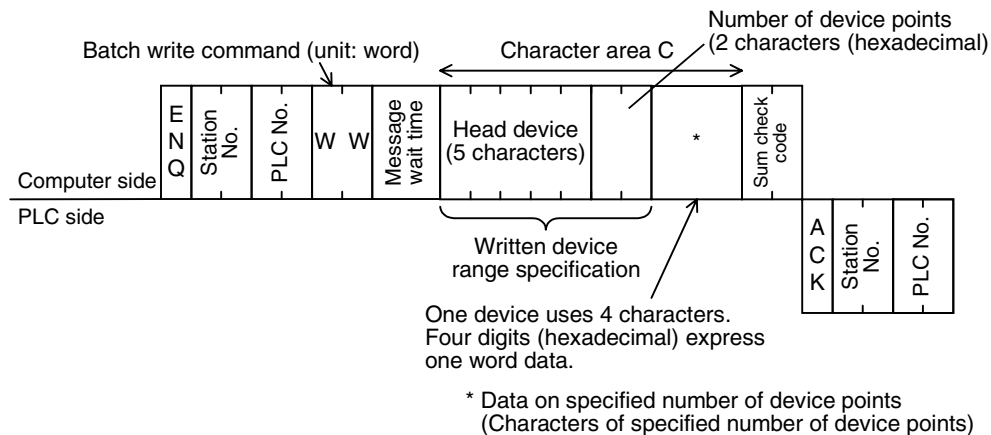 Number of device points
(2 characters (hexadecimal)
Batch write command (unit: word)
Character area C
E
N
Q
Station
No.
PLC No.
W W
Message
wait time
Head device
(5 characters)
*
Sum check
code
Computer side
PLC side
Written device
range specification
A
C
K
Station
No.
PLC No.
One device uses 4 characters.
Four digits (hexadecimal) express
one word data.
* Data on specified number of device points
(Characters of specified number of device points)